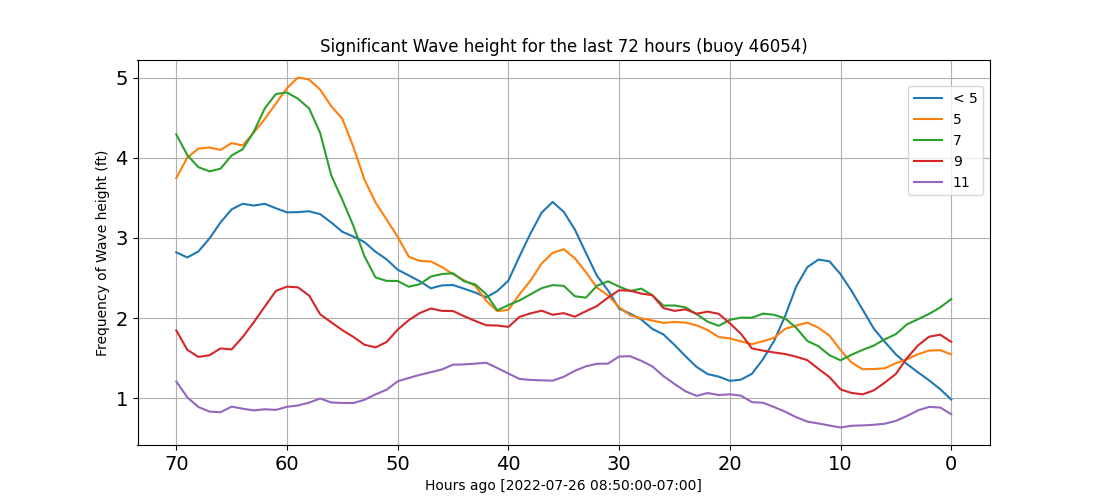 Significant Wave height for the last 72 hours (buoy 46054)
Frequency of Wave height (ft)
5
4
3
2
1
< 5
5
7
9
11
70 60 50 40 30 20 10 0
Hours ago [2022-07-26 08:50:00-07:00]